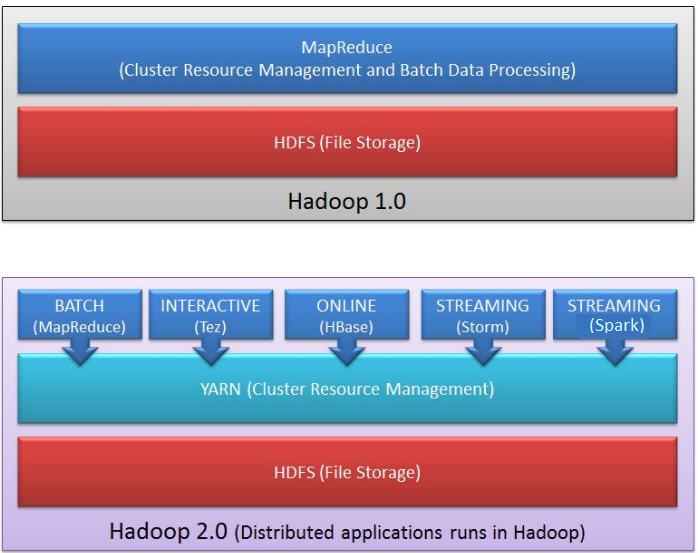 MapReduce
(Cluster Resource Management and Batch Data Processing)
HDFS (File Storage)
Hadoop 1.0
BATCH
(MapReduce)
INTERACTIVE
(Tez)
ONLINE
(HBase)
STREAMING
(Storm)
STREAMING
(Spark)
YARN (Cluster Resource Management)
HDFS (File Storage)
Hadoop 2.0 (Distributed applications runs in Hadoop)